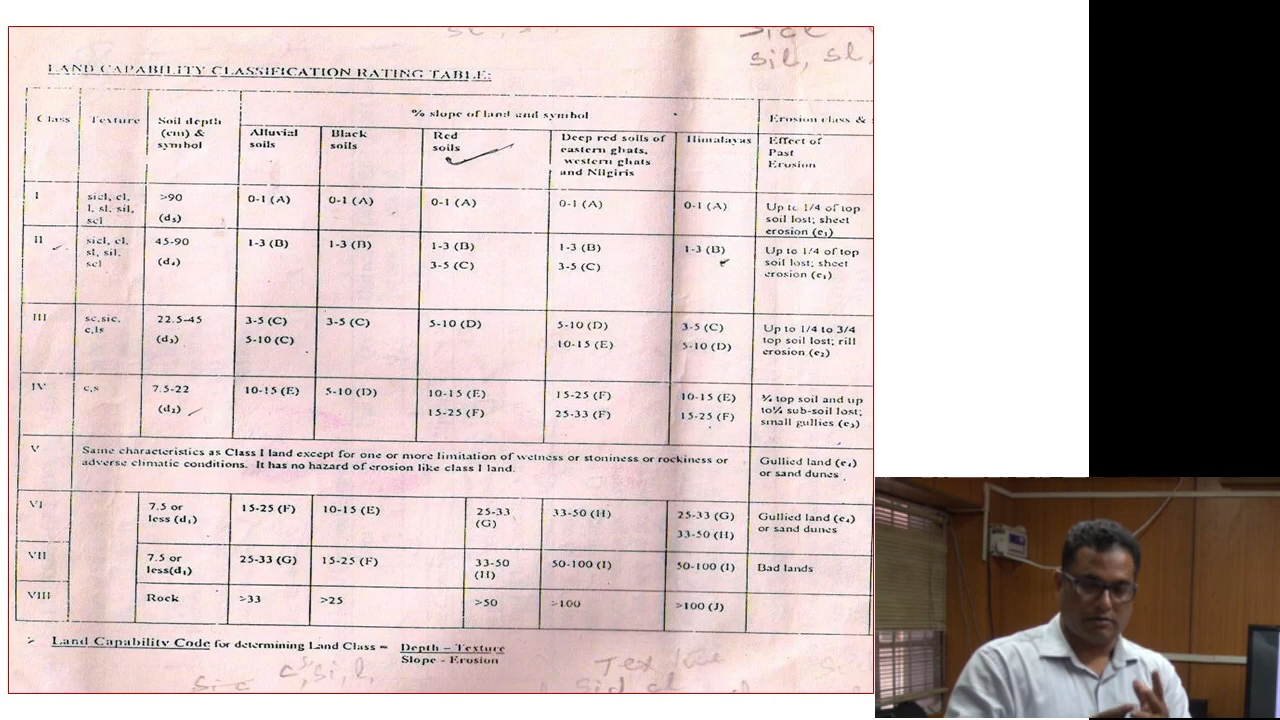 sicl
sil, sl,
LAND CAPABILITY CLASSIFICATION RATING TABLE:
Class
Texture
Soil depth
(cm) &
symbol
% slope of land and symbol
Erosion class &
Alluvial
soils
Black
soils
Red
soils
Deep red soils of
eastern ghats,
western ghats
and Nilgiris
Himalayas
Effect of
Past
Erosion
I
sicl, cl,
l, sl, sil,
scl
>90
(d₅)
0-1 (A)
0-1 (A)
0-1 (A)
0-1 (A)
0-1 (A)
Up to 1/4 of top
soil lost; sheet
erosion (e₁)
II
sicl, cl,
sl, sil,
scl
45-90
(d₄)
1-3 (B)
1-3 (B)
1-3 (B)
3-5 (C)
1-3 (B)
3-5 (C)
1-3 (B)
Up to 1/4 of top
soil lost; sheet
erosion (e₁)
III
sc,sic,
c,ls
22.5-45
(d₃)
3-5 (C)
5-10 (C)
3-5 (C)
5-10 (D)
5-10 (D)
10-15 (E)
3-5 (C)
5-10 (D)
Up to 1/4 to 3/4
top soil lost; rill
erosion (e₂)
IV
c,s
7.5-22
(d₂)
10-15 (E)
5-10 (D)
10-15 (E)
15-25 (F)
15-25 (F)
25-33 (F)
10-15 (E)
15-25 (F)
¾ top soil and up
to¼ sub-soil lost;
small gullies (e₃)
V
Same characteristics as Class I land except for one or more limitation of wetness or stoniness or rockiness or
adverse climatic conditions. It has no hazard of erosion like class I land.
Gullied land (e₄)
or sand dunes
VI
7.5 or
less (d₁)
15-25 (F)
10-15 (E)
25-33
(G)
33-50 (H)
25-33 (G)
33-50 (H)
Gullied land (e₄)
or sand dunes
VII
7.5 or
less(d₁)
25-33 (G)
15-25 (F)
33-50
(H)
50-100 (I)
50-100 (I)
Bad lands
VIII
Rock
>33
>25
>50
>100
>100 (J)
➢ Land Capability Code for determining Land Class = Depth – Texture
Slope - Erosion